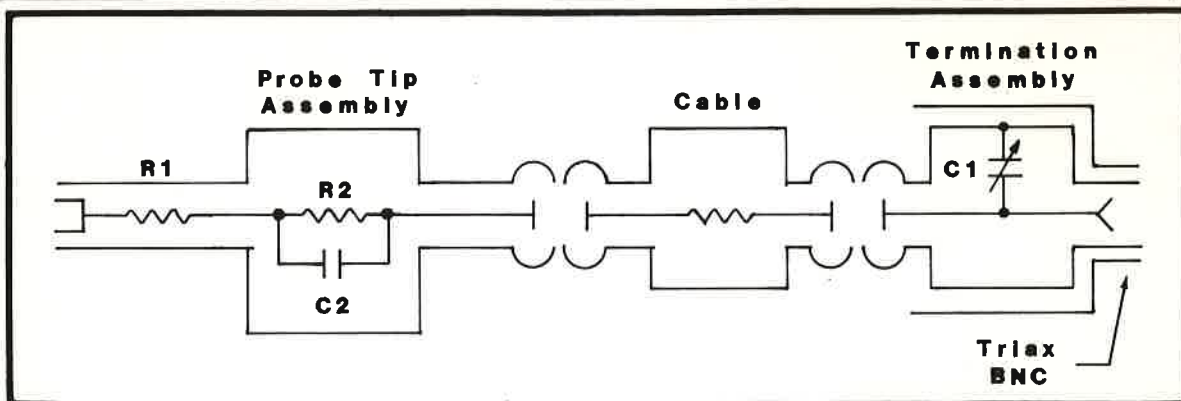 Probe Tip
Assembly
Cable
Termination
Assembly
R1
R2
C1
C2
Triax
BNC